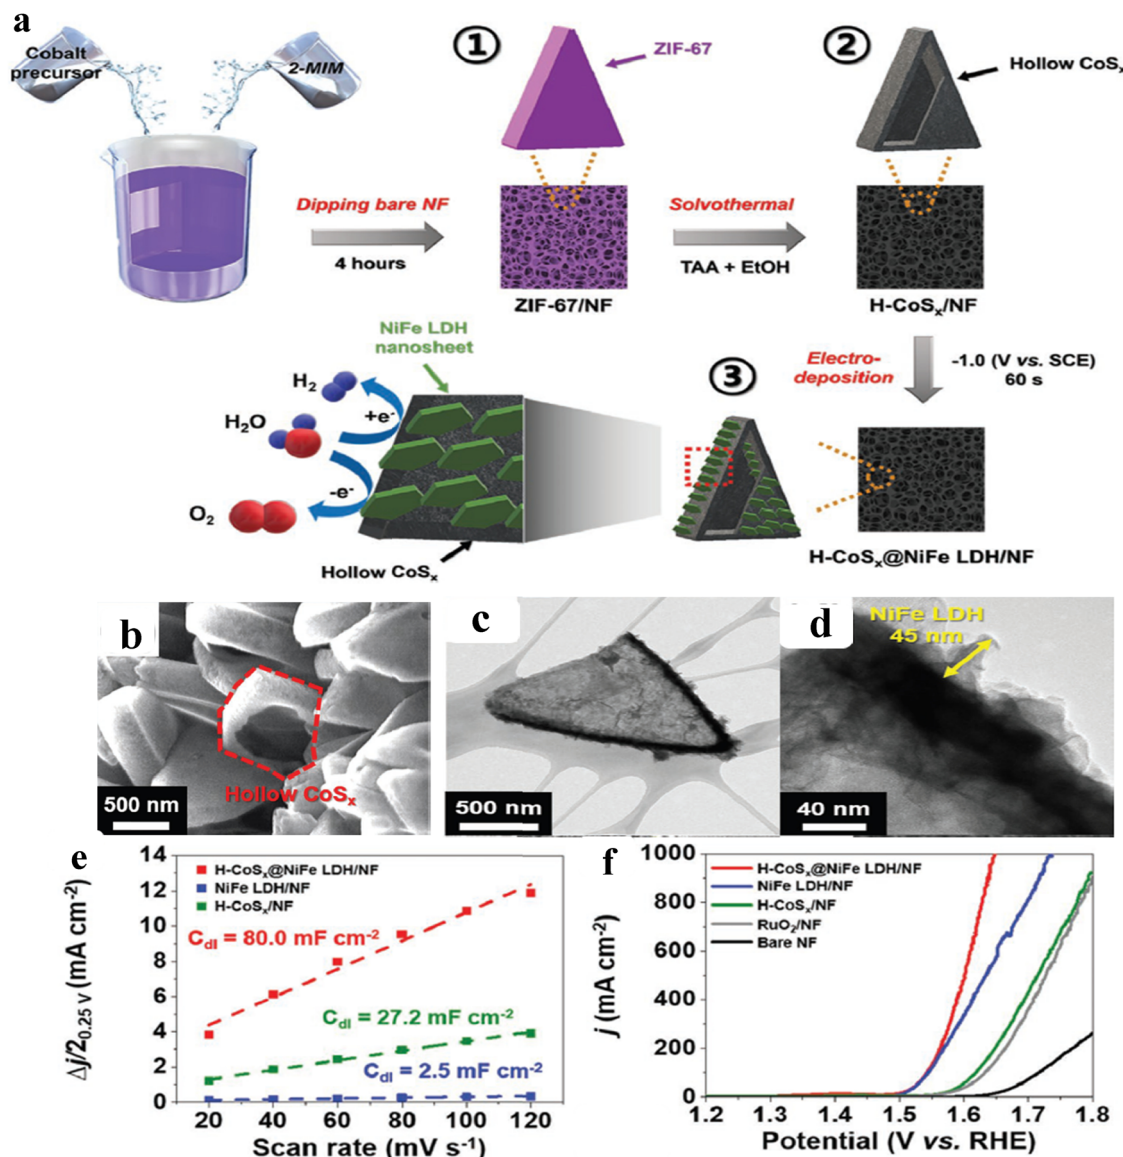 a
Cobalt
precursor
2-MIM
①
ZIF-67
②
Hollow CoSₓ
Dipping bare NF
4 hours
ZIF-67/NF
Solvothermal
TAA + EtOH
H-CoSₓ/NF
NiFe LDH
nanosheet
H₂
H₂O
+e⁻
-e⁻
O₂
Hollow CoSₓ
③
Electro-
deposition
-1.0 (V vs. SCE)
60 s
H-CoSₓ@NiFe LDH/NF
b
Hollow CoSₓ
500 nm
c
500 nm
d
NiFe LDH
45 nm
40 nm
e
Δj/2₀.₂₅ ᵥ (mA cm⁻²)
14
12
10
8
6
4
2
0
H-CoSₓ@NiFe LDH/NF
NiFe LDH/NF
H-CoSₓ/NF
C_dl = 80.0 mF cm⁻²
C_dl = 27.2 mF cm⁻²
C_dl = 2.5 mF cm⁻²
20 40 60 80 100 120
Scan rate (mV s⁻¹)
f
j (mA cm⁻²)
1000
800
600
400
200
0
H-CoSₓ@NiFe LDH/NF
NiFe LDH/NF
H-CoSₓ/NF
RuO₂/NF
Bare NF
1.2 1.3 1.4 1.5 1.6 1.7 1.8
Potential (V vs. RHE)